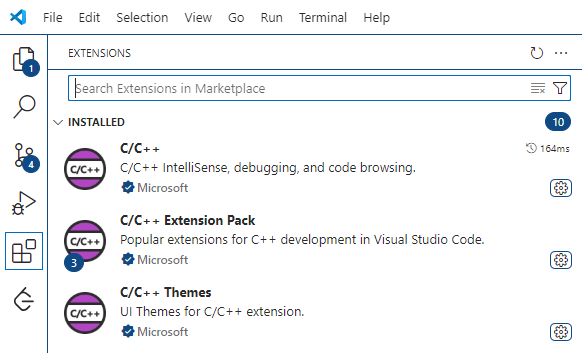 File Edit Selection View Go Run Terminal Help
EXTENSIONS
1
Search Extensions in Marketplace
INSTALLED 10
C/C++ 164ms
C/C++ C/C++ IntelliSense, debugging, and code browsing.
4
Microsoft
C/C++ Extension Pack
C/C++ Popular extensions for C++ development in Visual Studio Code.
3 Microsoft
C/C++ Themes
C/C++ UI Themes for C/C++ extension.
Microsoft